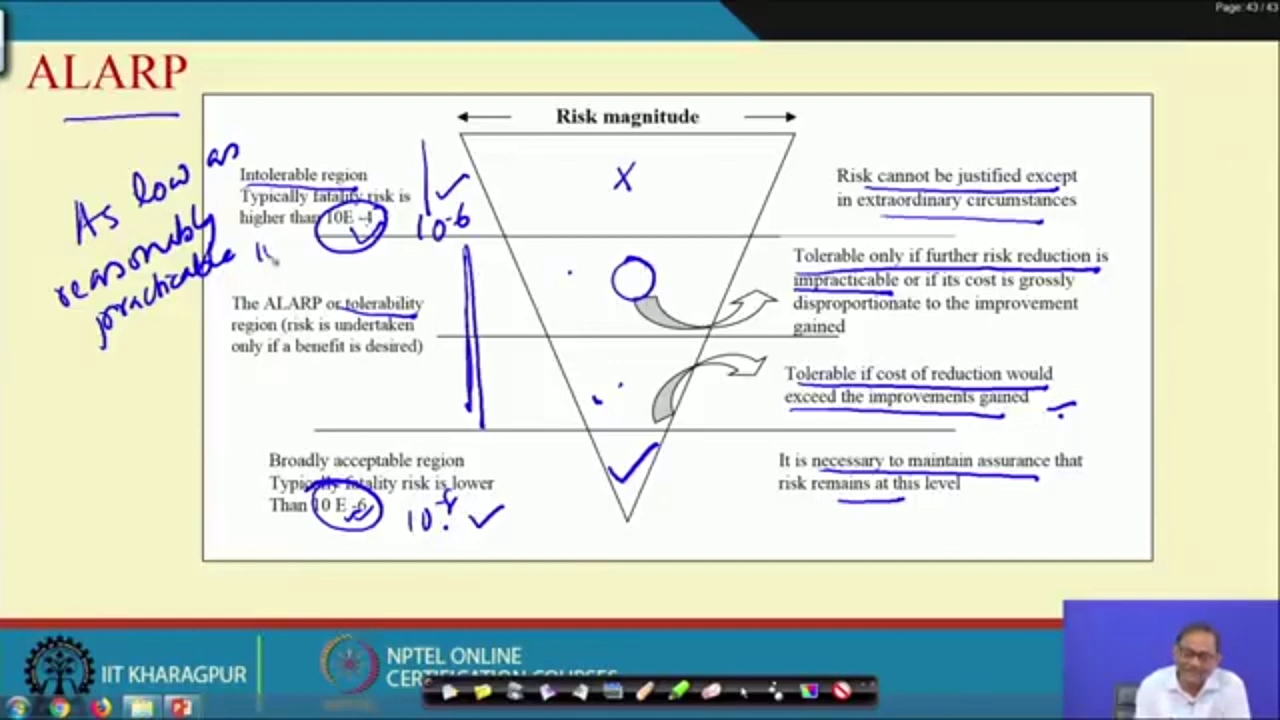 Page: 43 / 43
ALARP
As low as
reasonably
practicable
Risk magnitude
Intolerable region
Typically fatality risk is
higher than 10E -4
10-6
Risk cannot be justified except
in extraordinary circumstances
The ALARP or tolerability
region (risk is undertaken
only if a benefit is desired)
Tolerable only if further risk reduction is
impracticable or if its cost is grossly
disproportionate to the improvement
gained
Tolerable if cost of reduction would
exceed the improvements gained
Broadly acceptable region
Typically fatality risk is lower
Than 10 E -6
It is necessary to maintain assurance that
risk remains at this level
IIT KHARAGPUR
NPTEL ONLINE
CERTIFICATION COURSES